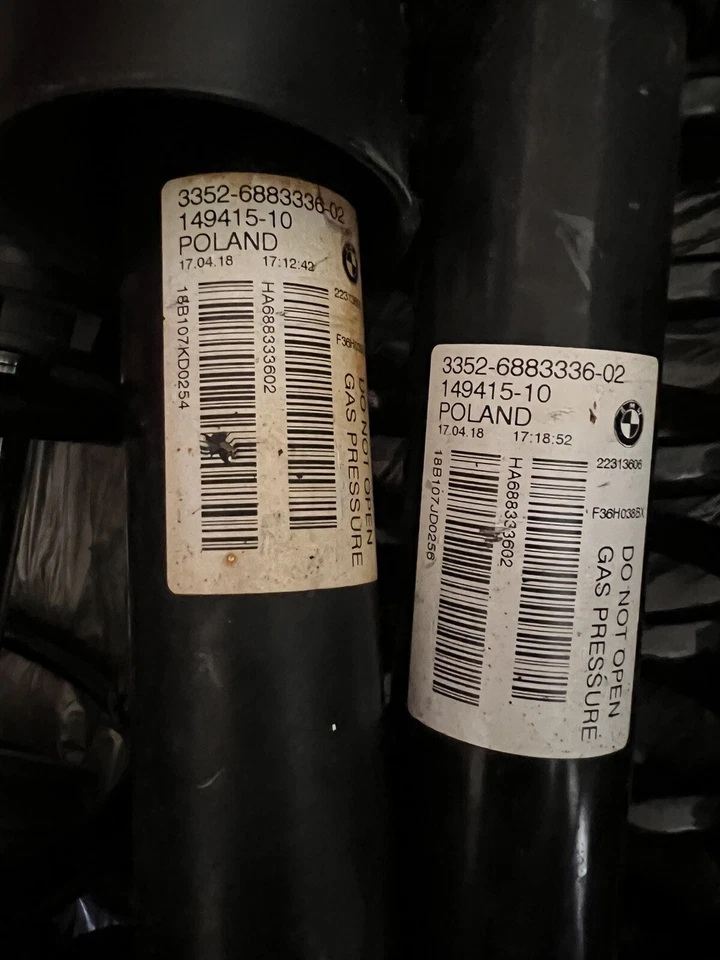 3352-6883336-02
149415-10
POLAND
17.04.18 17:12:42
18B107KD0254
HA688333602
DO NOT OPEN
GAS PRESSURE
3352-6883336-02
149415-10
POLAND
17.04.18 17:18:52
22313606
18B107JD0256
HA688333602
F36H038BX
DO NOT OPEN
GAS PRESSURE